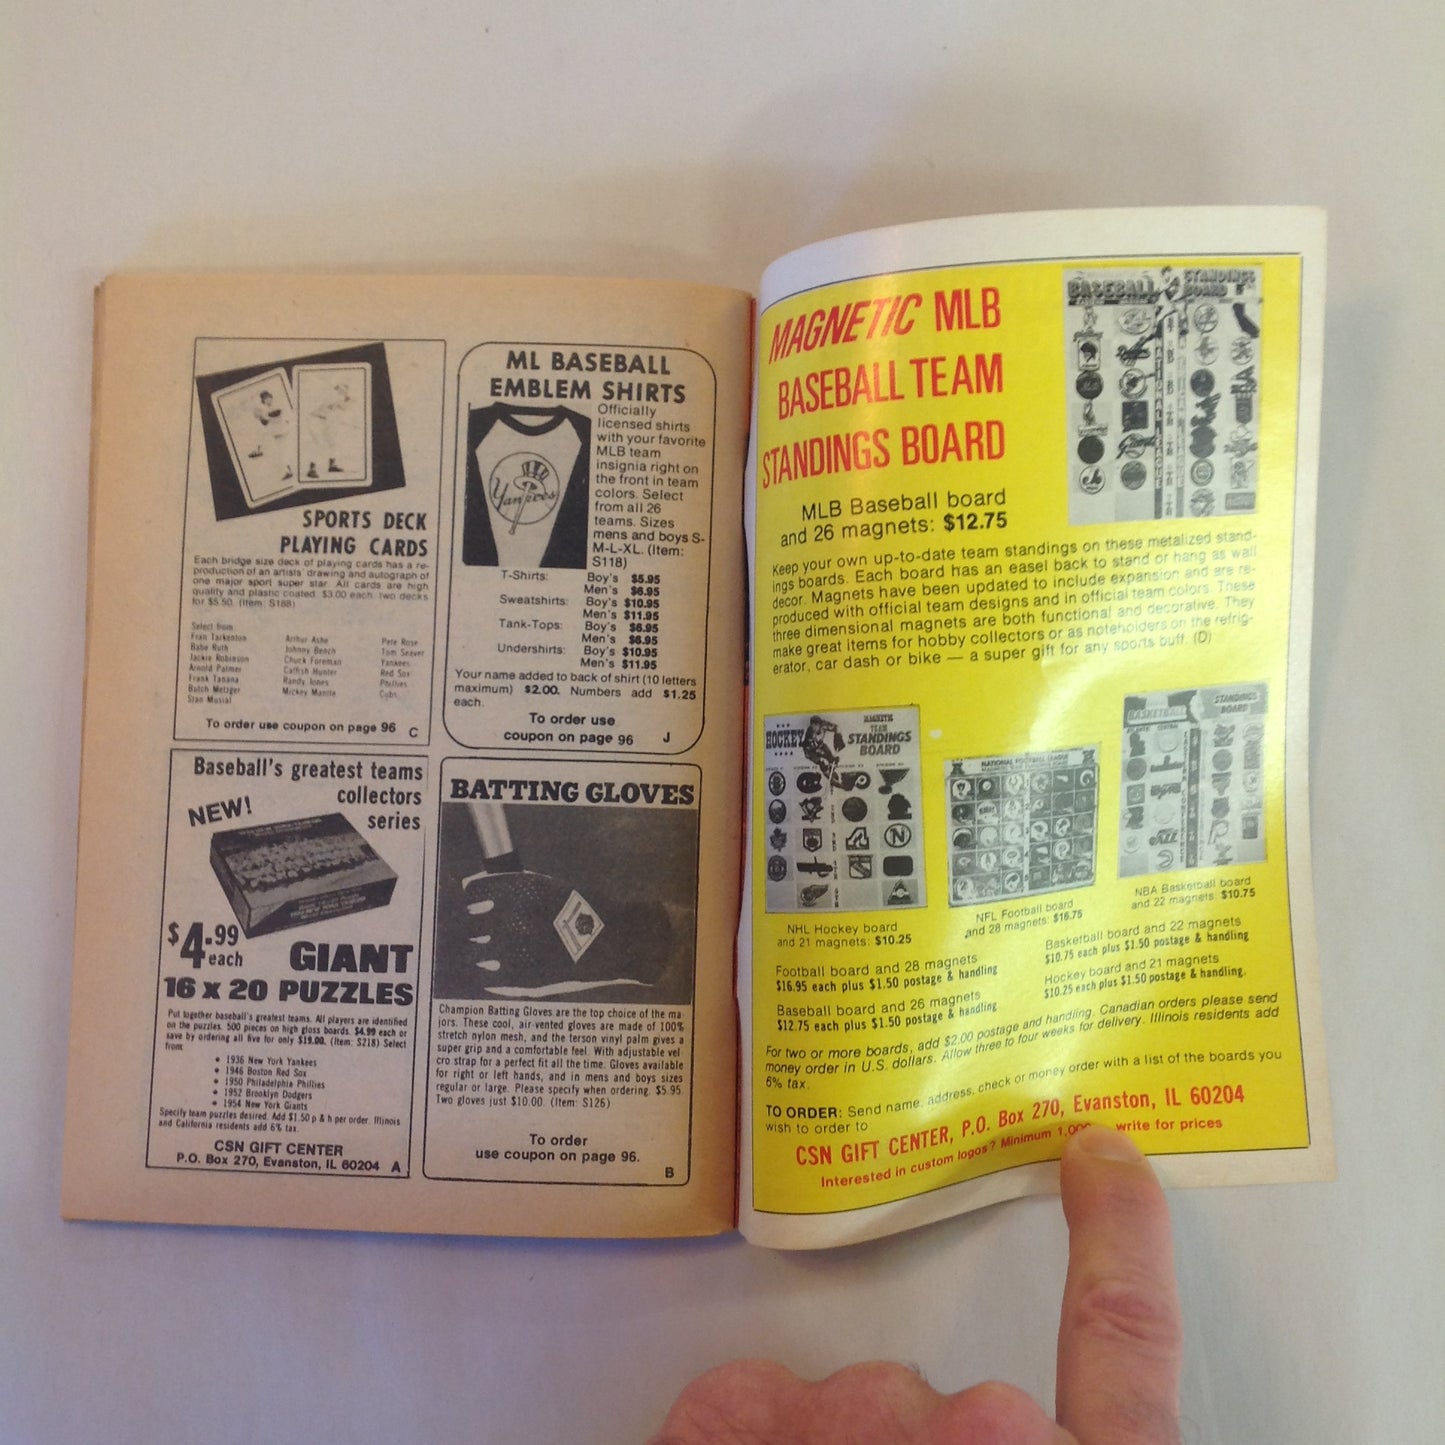 SPORTS DECK
PLAYING CARDS
Each bridge size deck of playing cards has a re-
production of an artists' drawing and autograph of
one major sport super star. All cards are high
quality and plastic coated. $3.00 each, two decks
for $5.50. (Item: S188)
Select from
Fran Tarkenton
Babe Ruth
Jackie Robinson
Arnold Palmer
Frank Tanana
Butch Metzger
Stan Musial
Arthur Ashe
Johnny Bench
Chuck Foreman
Catfish Hunter
Randy Jones
Mickey Mantle
Pete Rose
Tom Seaver
Yankees
Red Sox
Phillies
Cubs
To order use coupon on page 96 C
ML BASEBALL
EMBLEM SHIRTS
Yankees
Officially
licensed shirts
with your favorite
MLB team
insignia right on
the front in team
colors. Select
from all 26
teams. Sizes
mens and boys S-
M-L-XL. (Item:
S118)
T-Shirts: Boy's $5.95
Men's $6.95
Sweatshirts: Boy's $10.95
Men's $11.95
Tank-Tops: Boy's $6.95
Men's $6.95
Undershirts: Boy's $10.95
Men's $11.95
Your name added to back of shirt (10 letters
maximum) $2.00. Numbers add $1.25
each.
To order use
coupon on page 96 J
Baseball's greatest teams
collectors
series
NEW!
$4.99
each
GIANT
16 x 20 PUZZLES
Put together baseball's greatest teams. All players are identified
on the puzzles. 500 pieces on high gloss boards. $4.99 each or
save by ordering all five for only $19.00. (Item: S218) Select
from:
• 1936 New York Yankees
• 1946 Boston Red Sox
• 1950 Philadelphia Phillies
• 1952 Brooklyn Dodgers
• 1954 New York Giants
Specify team puzzles desired. Add $1.50 p & h per order. Illinois
and California residents add 6% tax.
CSN GIFT CENTER
P.O. Box 270, Evanston, IL 60204 A
BATTING GLOVES
Champion Batting Gloves are the top choice of the ma-
jors. These cool, air-vented gloves are made of 100%
stretch nylon mesh, and the terson vinyl palm gives a
super grip and a comfortable feel. With adjustable vel-
cro strap for a perfect fit all the time. Gloves available
for right or left hands, and in mens and boys sizes
regular or large. Please specify when ordering. $5.95.
Two gloves just $10.00. (Item: S126)
To order
use coupon on page 96.
B
MAGNETIC MLB
BASEBALL TEAM
STANDINGS BOARD
BASEBALL STANDINGS
BOARD
MLB Baseball board
and 26 magnets: $12.75
Keep your own up-to-date team standings on these metalized stand-
ings boards. Each board has an easel back to stand or hang as wall
decor. Magnets have been updated to include expansion and are re-
produced with official team designs and in official team colors. These
three dimensional magnets are both functional and decorative. They
make great items for hobby collectors or as noteholders on the refrig-
erator, car dash or bike — a super gift for any sports buff. (D)
HOCKEY
MAGNETIC
TEAM
STANDINGS
BOARD
NHL Hockey board
and 21 magnets: $10.25
NATIONAL FOOTBALL LEAGUE
NFL Football board
and 28 magnets: $16.75
BASKETBALL STANDINGS
BOARD
NBA Basketball board
and 22 magnets: $10.75
Football board and 28 magnets
$16.95 each plus $1.50 postage & handling
Baseball board and 26 magnets
$12.75 each plus $1.50 postage & handling
Basketball board and 22 magnets
$10.75 each plus $1.50 postage & handling
Hockey board and 21 magnets
$10.25 each plus $1.50 postage & handling.
For two or more boards, add $2.00 postage and handling. Canadian orders please send
money order in U.S. dollars. Allow three to four weeks for delivery. Illinois residents add
6% tax.
TO ORDER: Send name, address, check or money order with a list of the boards you
wish to order to
CSN GIFT CENTER, P.O. Box 270, Evanston, IL 60204
Interested in custom logos? Minimum write for prices